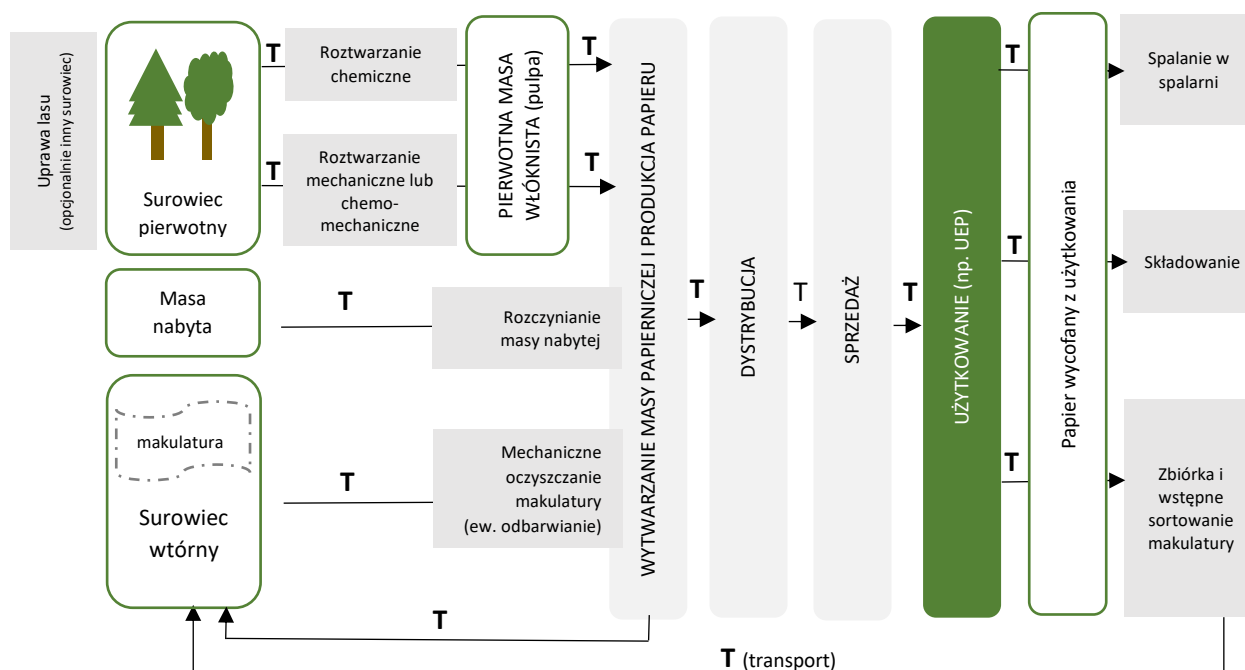 Uprawa lasu
(opcjonalnie inny surowiec)
Surowiec
pierwotny
T
Roztwarzanie
chemiczne
T
Roztwarzanie
mechaniczne lub
chemo-
mechaniczne
PIERWOTNA MASA
WŁÓKNISTA (pulpa)
T
T
Masa
nabyta
T
Rozczynianie
masy nabytej
makulatura
Surowiec
wtórny
T
Mechaniczne
oczyszczanie
makulatury
(ew. odbarwianie)
WYTWARZANIE MASY PAPIERNICZEJ I PRODUKCJA PAPIERU
T
DYSTRYBUCJA
T
SPRZEDAŻ
T
UŻYTKOWANIE (np. UEP)
T
T
T
Papier wycofany z użytkowania
Spalanie w
spalarni
Składowanie
Zbiórka i
wstępne
sortowanie
makulatury
T
T (transport)